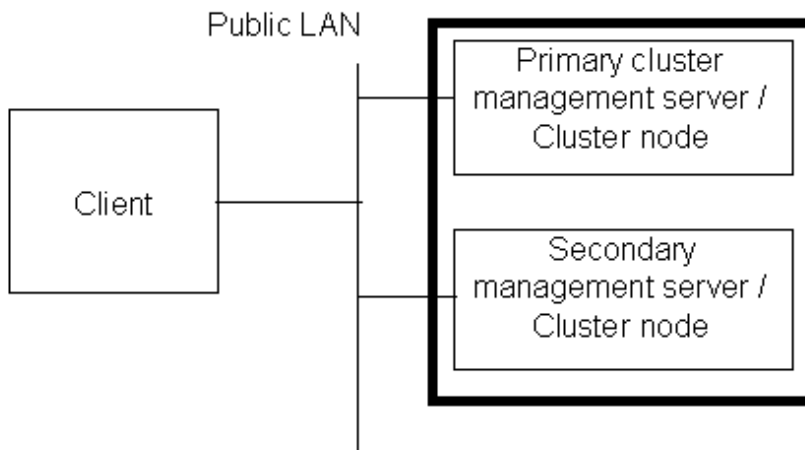 Public LAN
Primary cluster
management server /
Cluster node
Client
Secondary
management server /
Cluster node